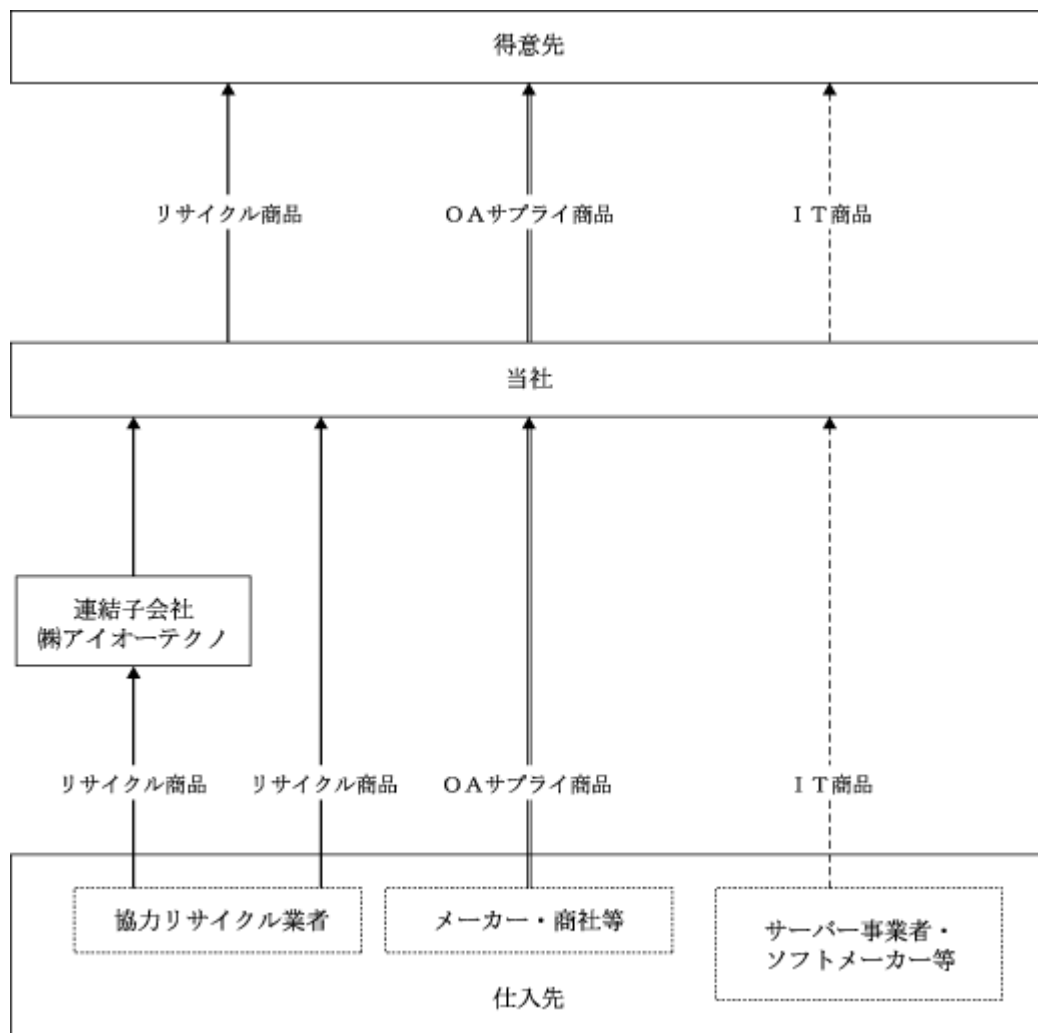 得意先
リサイクル商品
ＯＡサプライ商品
ＩＴ商品
当社
連結子会社
㈱アイオーテクノ
リサイクル商品
リサイクル商品
ＯＡサプライ商品
ＩＴ商品
協力リサイクル業者
メーカー・商社等
サーバー事業者・
ソフトメーカー等
仕入先